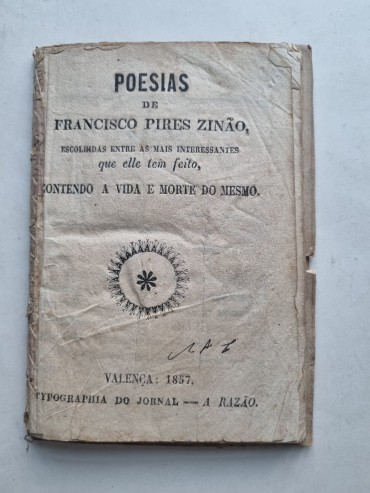 POESIAS
DE
FRANCISCO PIRES ZINÃO,
ESCOLHIDAS ENTRE AS MAIS INTERESSANTES
que elle tem feito,
CONTENDO A VIDA E MORTE DO MESMO.
VALENÇA: 1857.
TYPOGRAPHIA DO JORNAL — A RAZÃO.